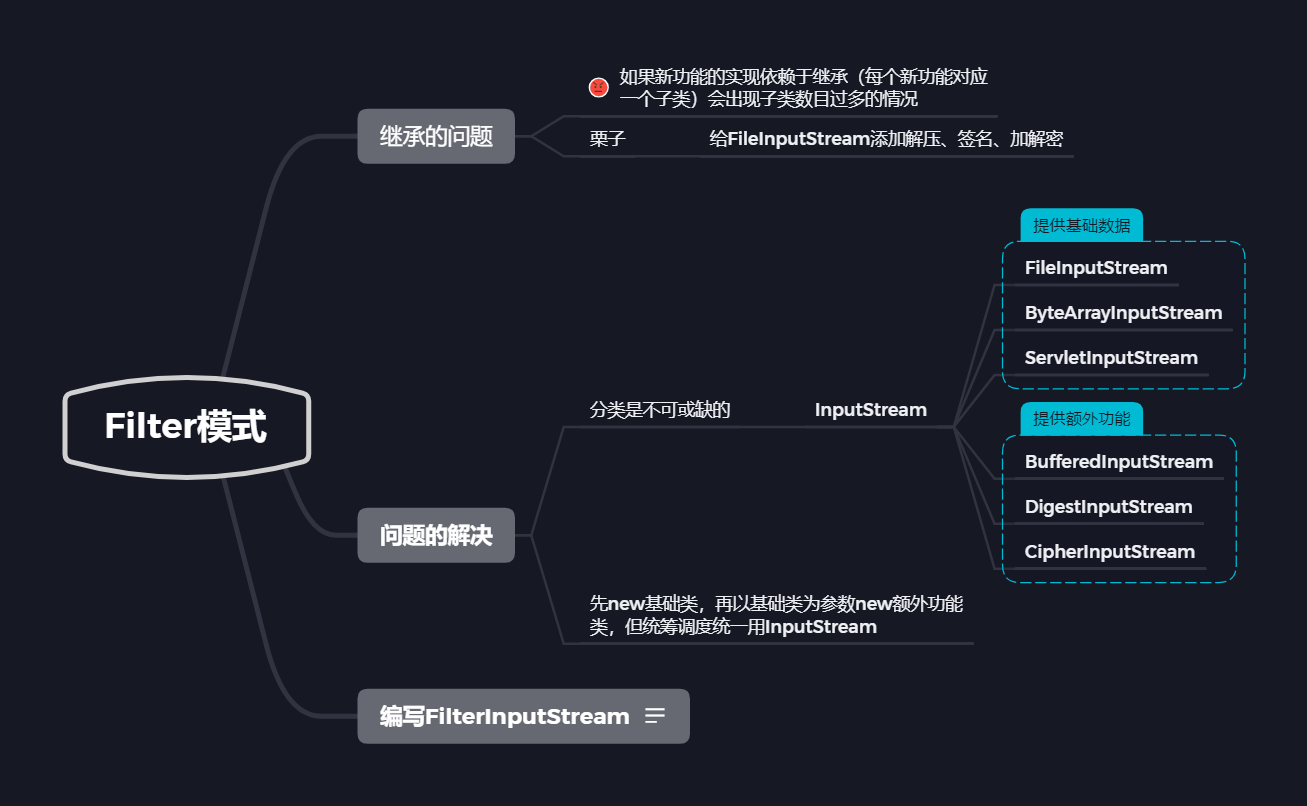 Filter模式
继承的问题
如果新功能的实现依赖于继承（每个新功能对应
一个子类）会出现子类数目过多的情况
栗子
给FileInputStream添加解压、签名、加解密
问题的解决
分类是不可或缺的
InputStream
提供基础数据
FileInputStream
ByteArrayInputStream
ServletInputStream
提供额外功能
BufferedInputStream
DigestInputStream
CipherInputStream
先new基础类，再以基础类为参数new额外功能
类，但统筹调度统一用InputStream
编写FilterInputStream